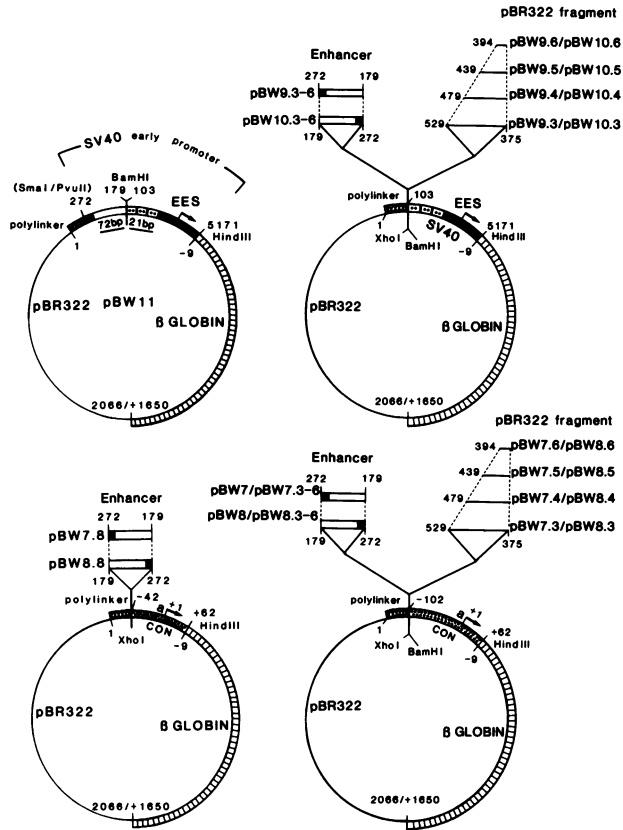 pBR322 fragment
394 pBW9.6/pBW10.6
439 pBW9.5/pBW10.5
479 pBW9.4/pBW10.4
529 pBW9.3/pBW10.3
375
Enhancer
272 179
pBW9.3-6
pBW10.3-6
179 272
SV40 early promoter
BamHI
(SmaI/PvuII) 179 103
272
EES
polylinker
72bp 21bp
5171
HindIII
1
-9
pBR322 pBW11
β GLOBIN
2066/+1650
103
polylinker
EES
5171
HindIII
1
XhoI
BamHI
SV40
-9
pBR322
β GLOBIN
2066/+1650
Enhancer
272 179
pBW7.8
pBW8.8
179 272
polylinker -42
a +1
+62
HindIII
CON
1
XhoI
-9
pBR322
β GLOBIN
2066/+1650
pBR322 fragment
394 pBW7.6/pBW8.6
439 pBW7.5/pBW8.5
479 pBW7.4/pBW8.4
529 pBW7.3/pBW8.3
375
Enhancer
272 179
pBW7/pBW7.3-6
pBW8/pBW8.3-6
179 272
polylinker -102
a +1
+62
HindIII
CON
1
XhoI
BamHI
-9
pBR322
β GLOBIN
2066/+1650